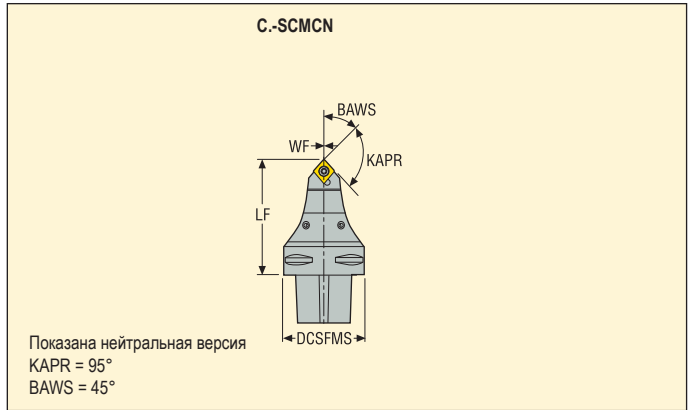 C.-SCMCN
BAWS
WF
KAPR
LF
DCSFMS
Показана нейтральная версия
KAPR = 95°
BAWS = 45°